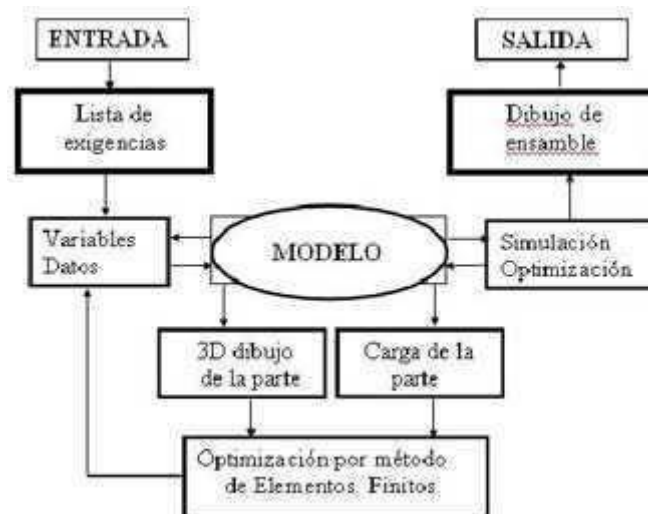 ENTRADA
SALIDA
Lista de
exigencias
Dibujo de
ensamble
Variables
Datos
MODELO
Simulación
Optimización
3D dibujo
de la parte
Carga de la
parte
Optimización por método
de Elementos Finitos